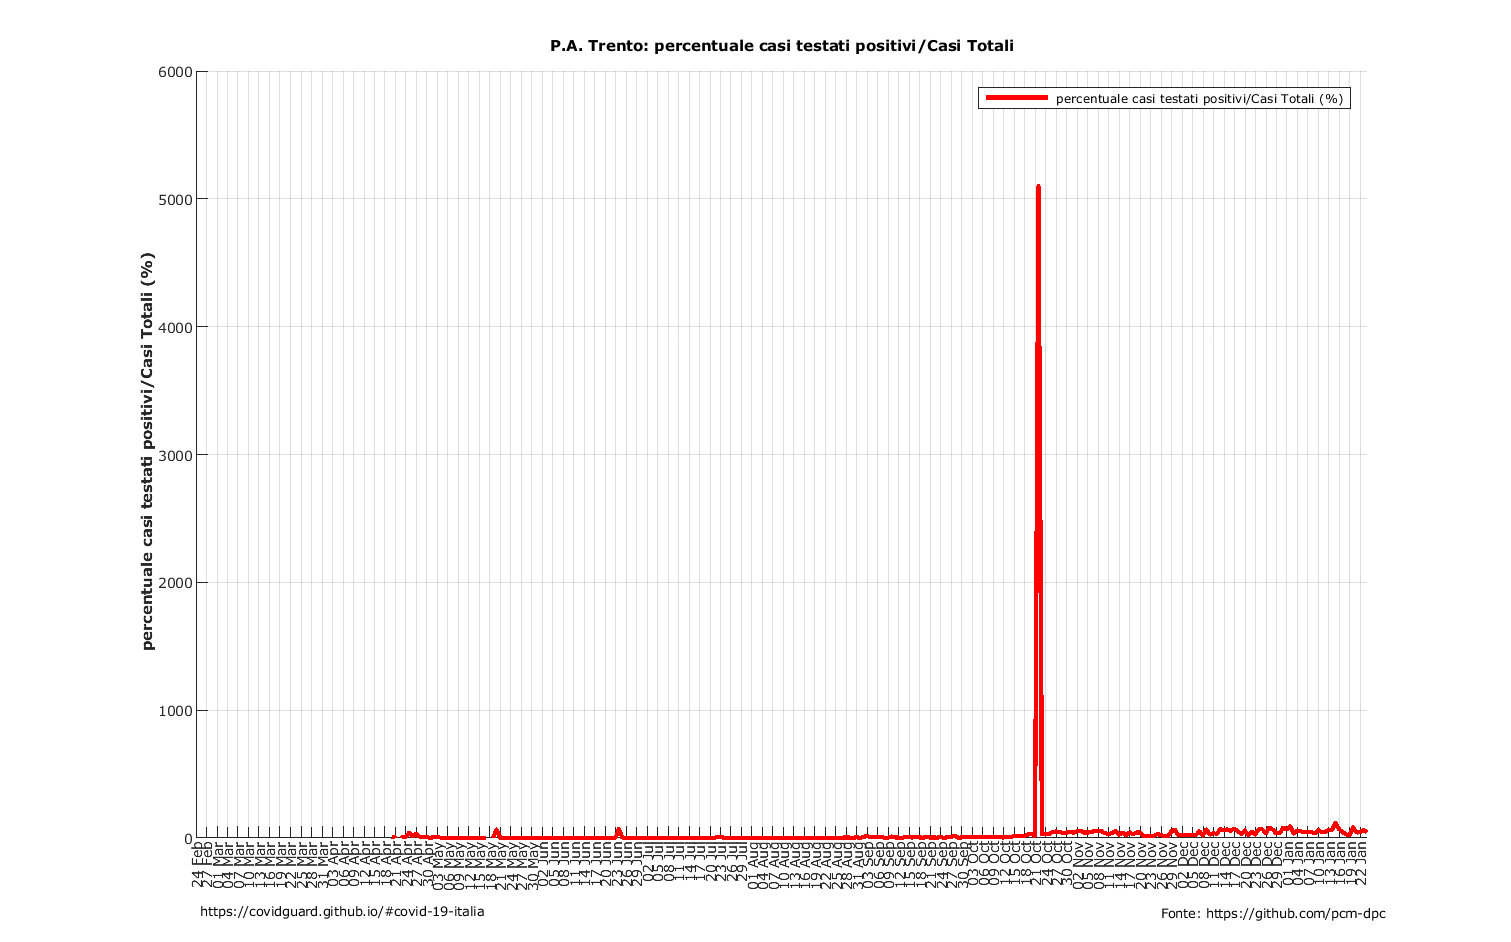 P.A. Trento: percentuale casi testati positivi/Casi Totali
percentuale casi testati positivi/Casi Totali (%)
percentuale casi testati positivi/Casi Totali (%)
6000
5000
4000
3000
2000
1000
0
24 Feb
27 Feb
01 Mar
04 Mar
07 Mar
10 Mar
13 Mar
16 Mar
19 Mar
22 Mar
25 Mar
28 Mar
31 Mar
03 Apr
06 Apr
09 Apr
12 Apr
15 Apr
18 Apr
21 Apr
24 Apr
27 Apr
30 Apr
03 May
06 May
09 May
12 May
15 May
18 May
21 May
24 May
27 May
30 May
02 Jun
05 Jun
08 Jun
11 Jun
14 Jun
17 Jun
20 Jun
23 Jun
26 Jun
29 Jun
02 Jul
05 Jul
08 Jul
11 Jul
14 Jul
17 Jul
20 Jul
23 Jul
26 Jul
29 Jul
01 Aug
04 Aug
07 Aug
10 Aug
13 Aug
16 Aug
19 Aug
22 Aug
25 Aug
28 Aug
31 Aug
03 Sep
06 Sep
09 Sep
12 Sep
15 Sep
18 Sep
21 Sep
24 Sep
27 Sep
30 Sep
03 Oct
06 Oct
09 Oct
12 Oct
15 Oct
18 Oct
21 Oct
24 Oct
27 Oct
30 Oct
02 Nov
05 Nov
08 Nov
11 Nov
14 Nov
17 Nov
20 Nov
23 Nov
26 Nov
29 Nov
02 Dec
05 Dec
08 Dec
11 Dec
14 Dec
17 Dec
20 Dec
23 Dec
26 Dec
29 Dec
01 Jan
04 Jan
07 Jan
10 Jan
13 Jan
16 Jan
19 Jan
22 Jan
https://covidguard.github.io/#covid-19-italia
Fonte: https://github.com/pcm-dpc